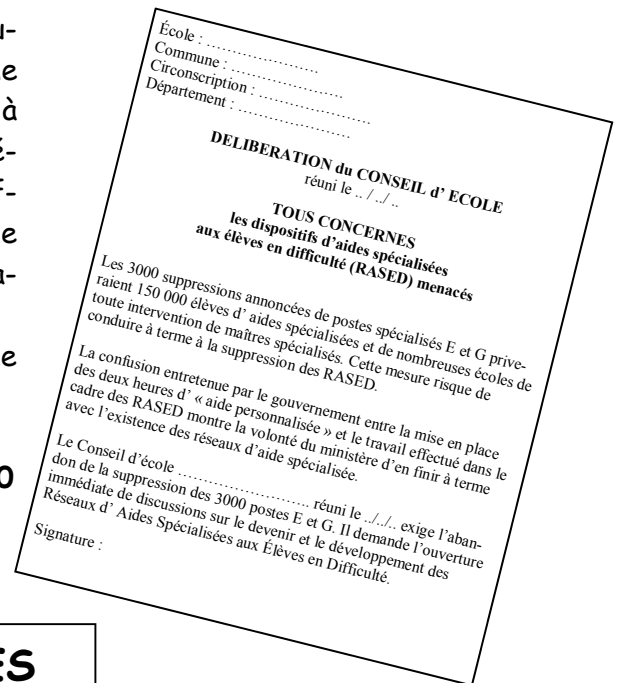 u-
e
à
é-
f-
e
a-
e
0
ES
École : ………………….
Commune : ………………….
Circonscription : ………………….
Département : ………………….
DELIBERATION du CONSEIL d’ ECOLE
réuni le .. / ../ ..
TOUS CONCERNES
les dispositifs d’aides spécialisées
aux élèves en difficulté (RASED) menacés
Les 3000 suppressions annoncées de postes spécialisés E et G prive-
raient 150 000 élèves d’ aides spécialisées et de nombreuses écoles de
toute intervention de maîtres spécialisés. Cette mesure risque de
conduire à terme à la suppression des RASED.
La confusion entretenue par le gouvernement entre la mise en place
des deux heures d’ « aide personnalisée » et le travail effectué dans le
cadre des RASED montre la volonté du ministère d’en finir à terme
avec l’existence des réseaux d’aide spécialisée.
Le Conseil d’école …………………….. réuni le ../../.. exige l’aban-
don de la suppression des 3000 postes E et G. Il demande l’ouverture
immédiate de discussions sur le devenir et le développement des
Réseaux d’ Aides Spécialisées aux Élèves en Difficulté.
Signature :